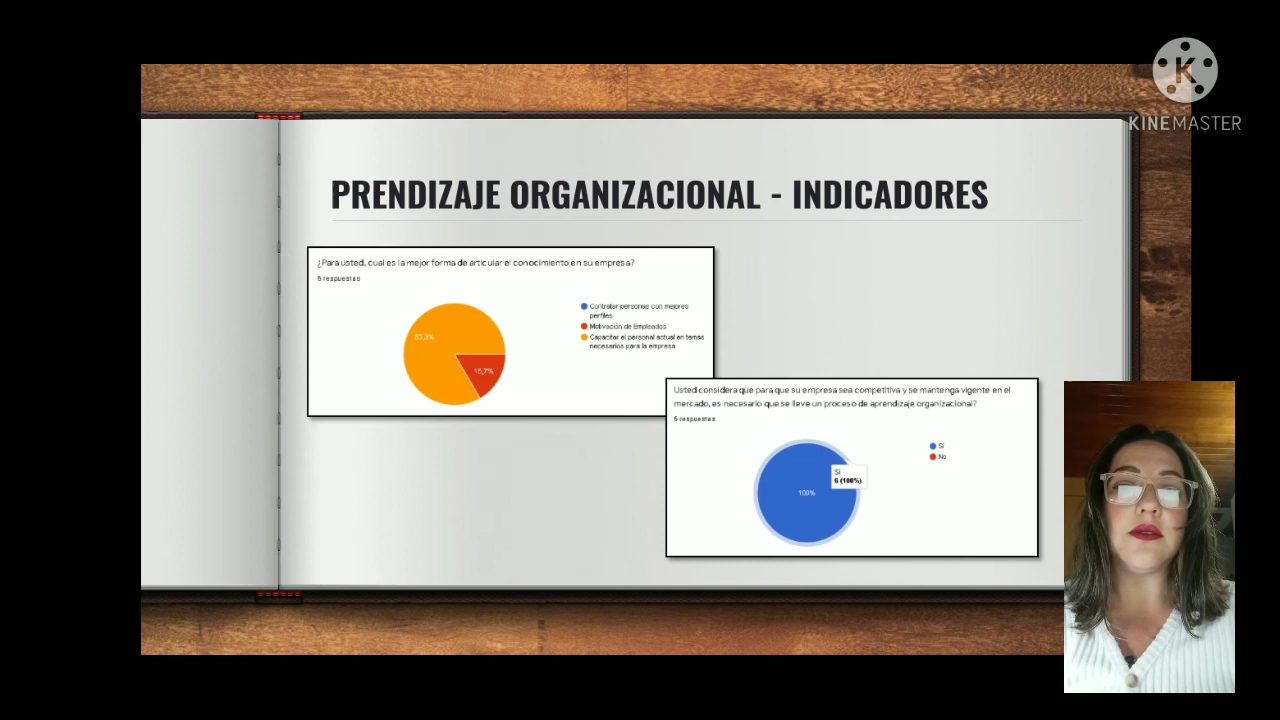 K
KINEMASTER
PRENDIZAJE ORGANIZACIONAL - INDICADORES
¿Para usted, cual es la mejor forma de articular el conocimiento en su empresa?
6 respuestas
Contratar personas con mejores
perfiles
Motivación de Empleados
Capacitar el personal actual en temas
necesarios para la empresa
83,3%
16,7%
Usted considera que para que su empresa sea competitiva y se mantenga vigente en el
mercado, es necesario que se lleve un proceso de aprendizaje organizacional?
6 respuestas
Sí
No
Sí
6 (100%)
100%